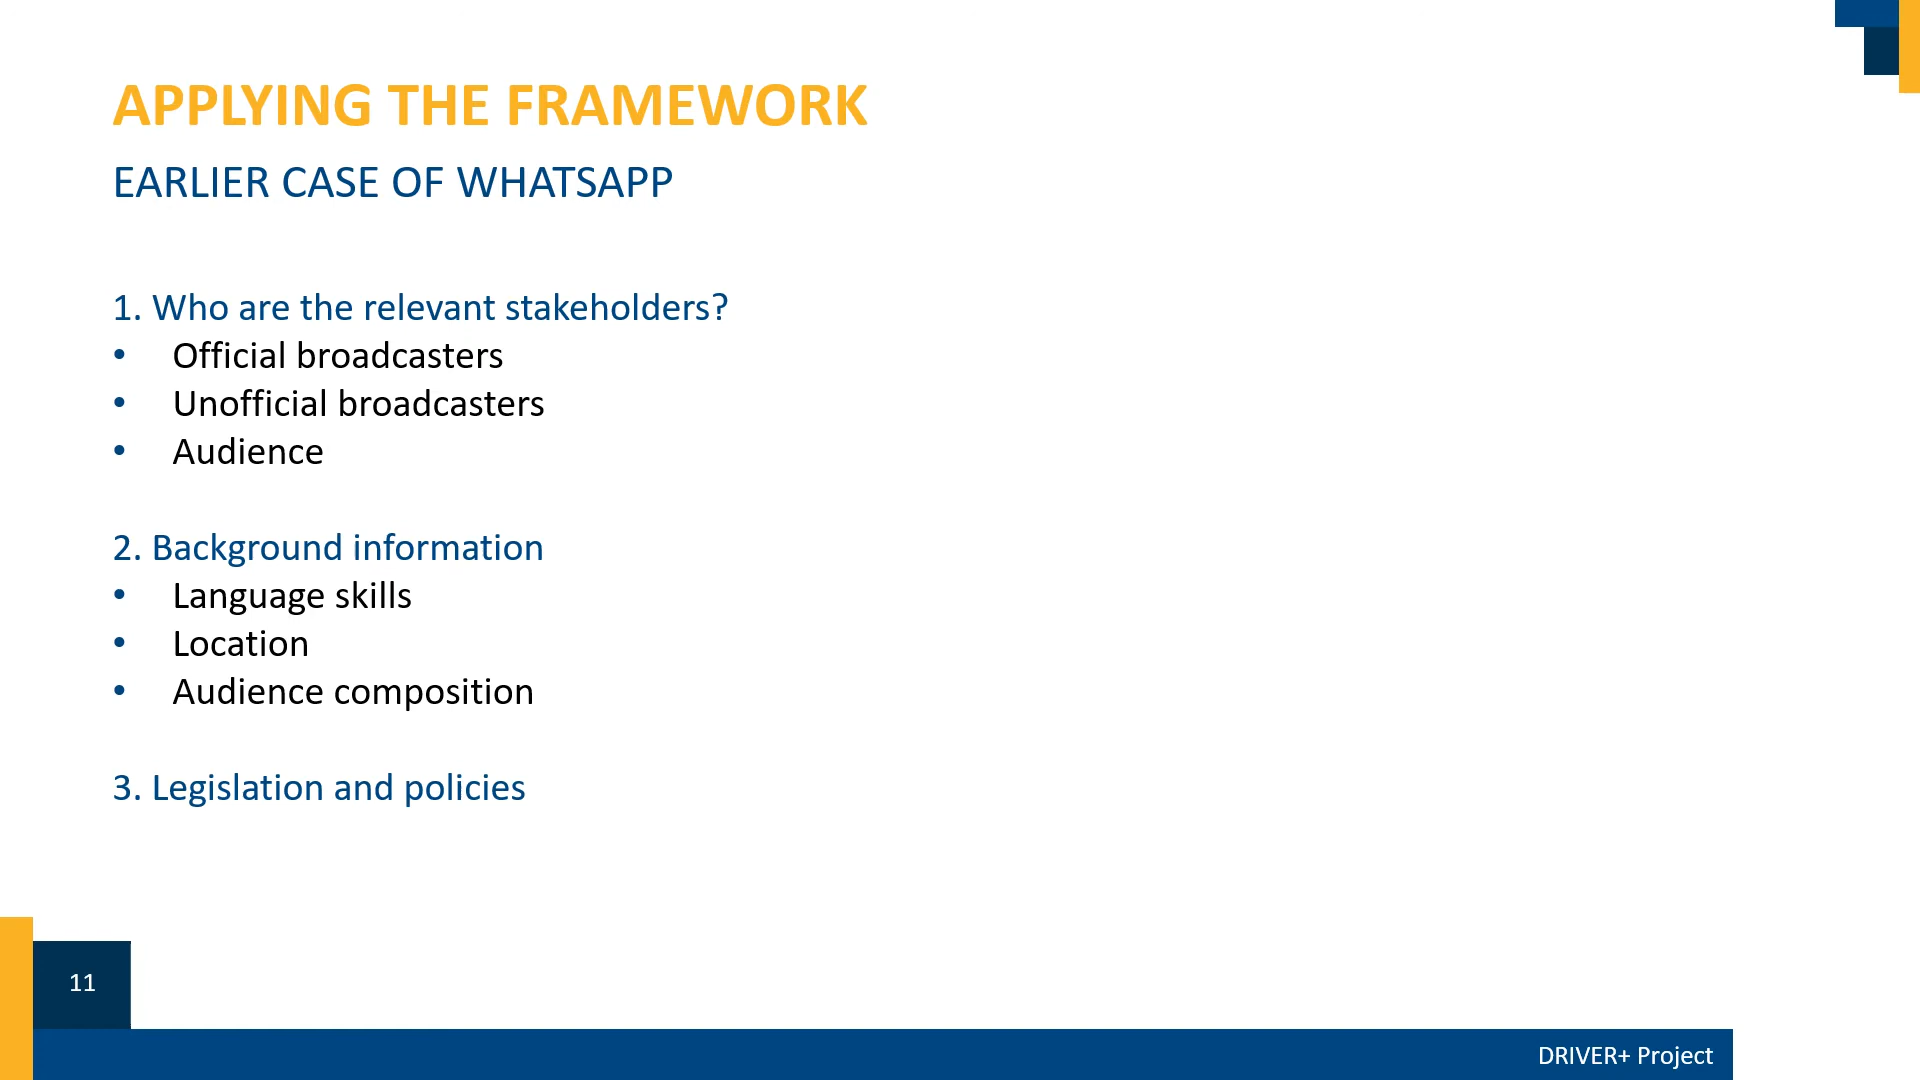 APPLYING THE FRAMEWORK
EARLIER CASE OF WHATSAPP
1. Who are the relevant stakeholders?
• Official broadcasters
• Unofficial broadcasters
• Audience
2. Background information
• Language skills
• Location
• Audience composition
3. Legislation and policies
11
DRIVER+ Project